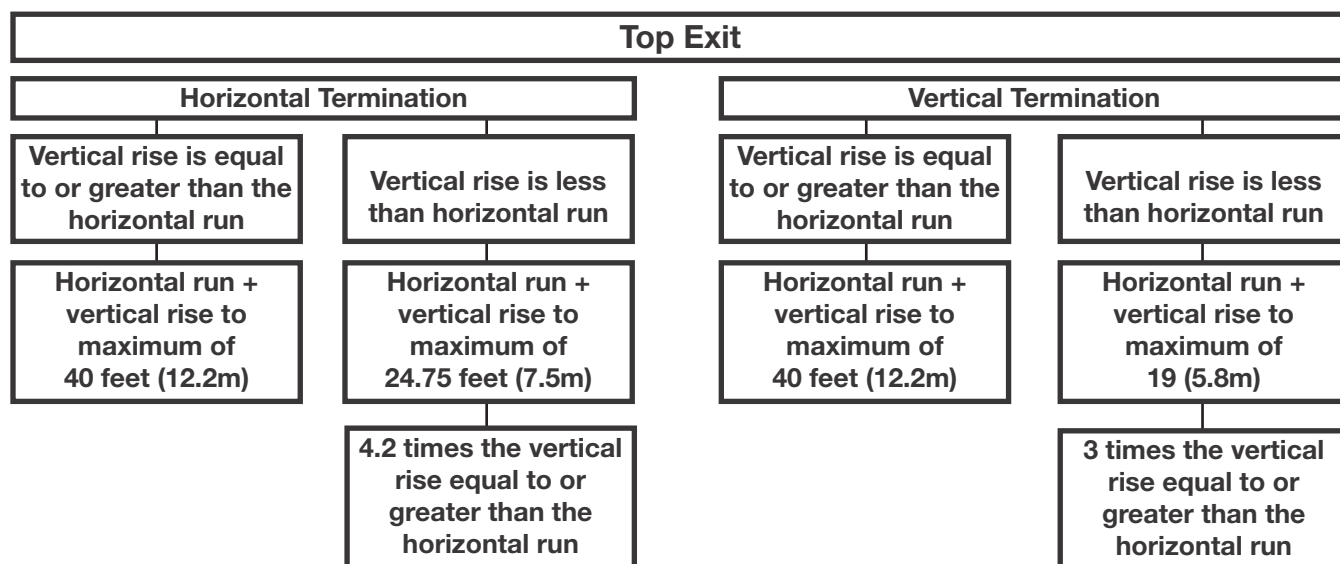 Top Exit
Horizontal Termination
Vertical rise is equal
to or greater than the
horizontal run
Horizontal run +
vertical rise to
maximum of
40 feet (12.2m)
Vertical rise is less
than horizontal run
Horizontal run +
vertical rise to
maximum of
24.75 feet (7.5m)
4.2 times the vertical
rise equal to or
greater than the
horizontal run
Vertical Termination
Vertical rise is equal
to or greater than the
horizontal run
Horizontal run +
vertical rise to
maximum of
40 feet (12.2m)
Vertical rise is less
than horizontal run
Horizontal run +
vertical rise to
maximum of
19 (5.8m)
3 times the vertical
rise equal to or
greater than the
horizontal run